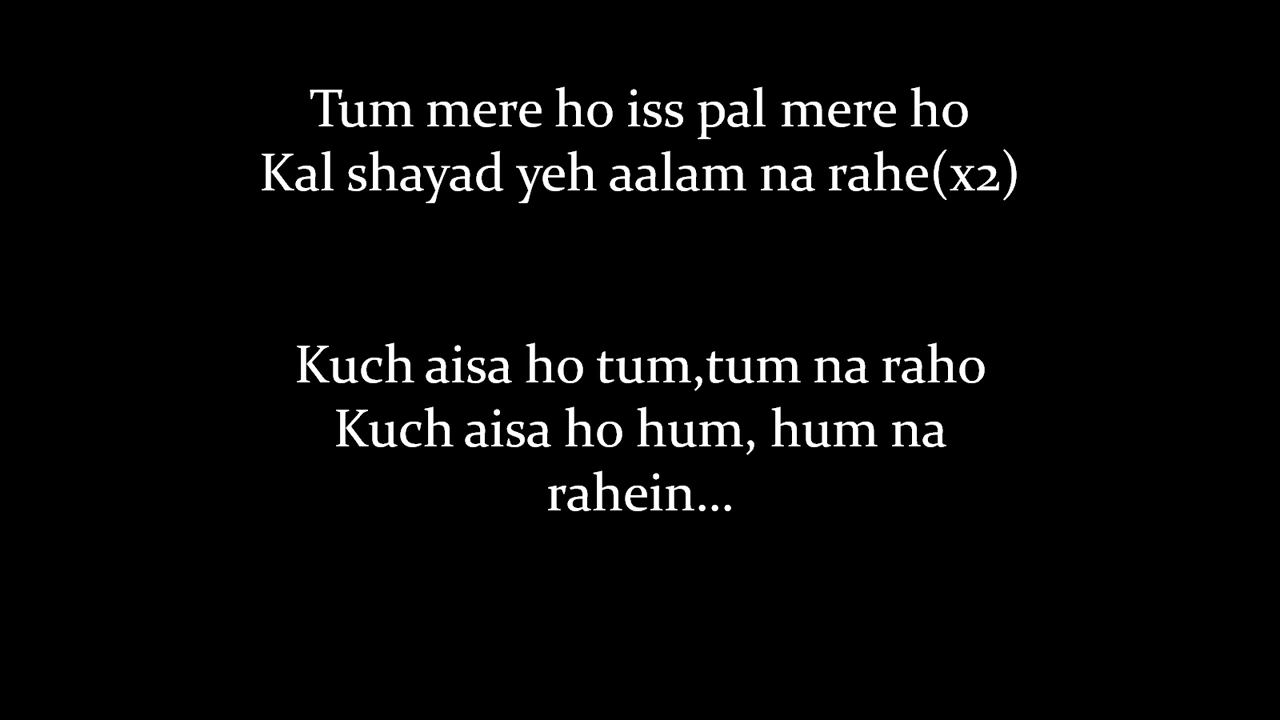 Tum mere ho iss pal mere ho
Kal shayad yeh aalam na rahe(x2)
Kuch aisa ho tum,tum na raho
Kuch aisa ho hum, hum na
rahein...